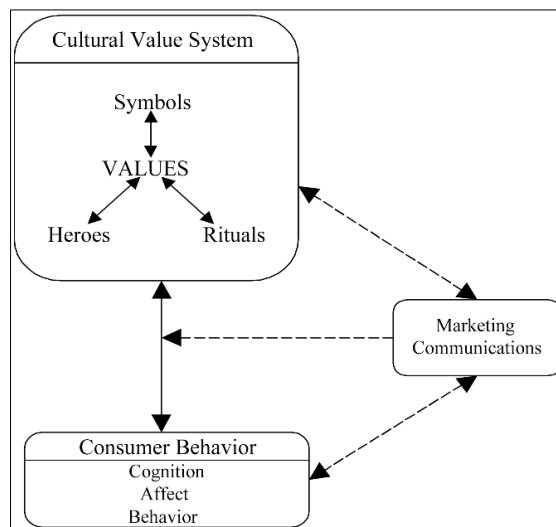 Cultural Value System
Symbols
VALUES
Heroes
Rituals
Marketing
Communications
Consumer Behavior
Cognition
Affect
Behavior